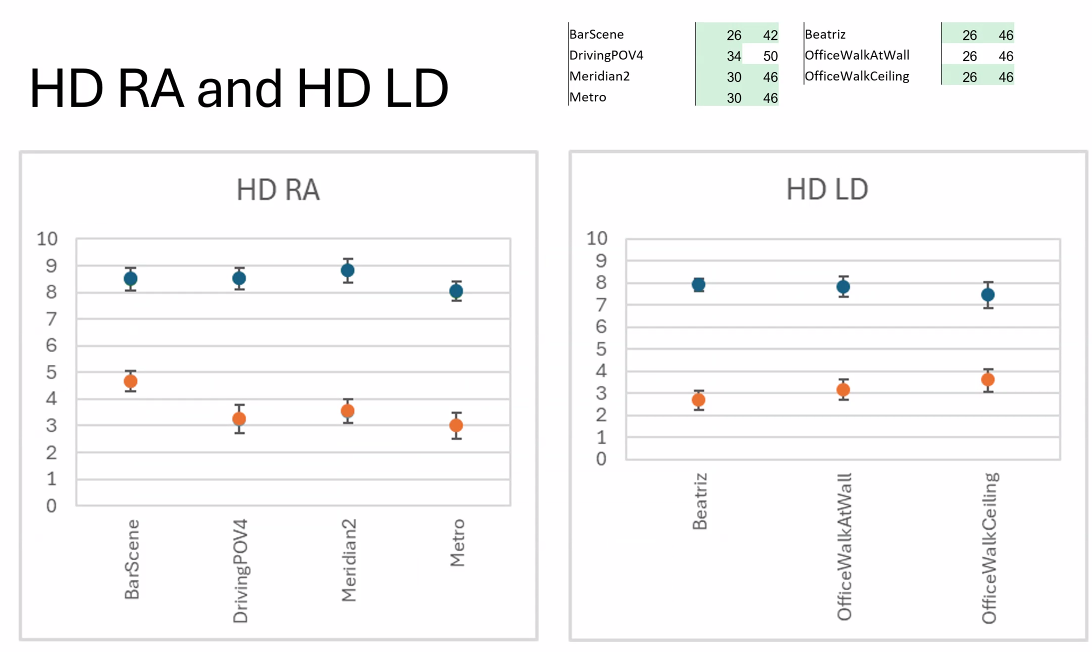 HD RA and HD LD
BarScene 26 42
DrivingPOV4 34 50
Meridian2 30 46
Metro 30 46
Beatriz 26 46
OfficeWalkAtWall 26 46
OfficeWalkCeiling 26 46
HD RA
10
9
8
7
6
5
4
3
2
1
0
BarScene
DrivingPOV4
Meridian2
Metro
HD LD
10
9
8
7
6
5
4
3
2
1
0
Beatriz
OfficeWalkAtWall
OfficeWalkCeiling